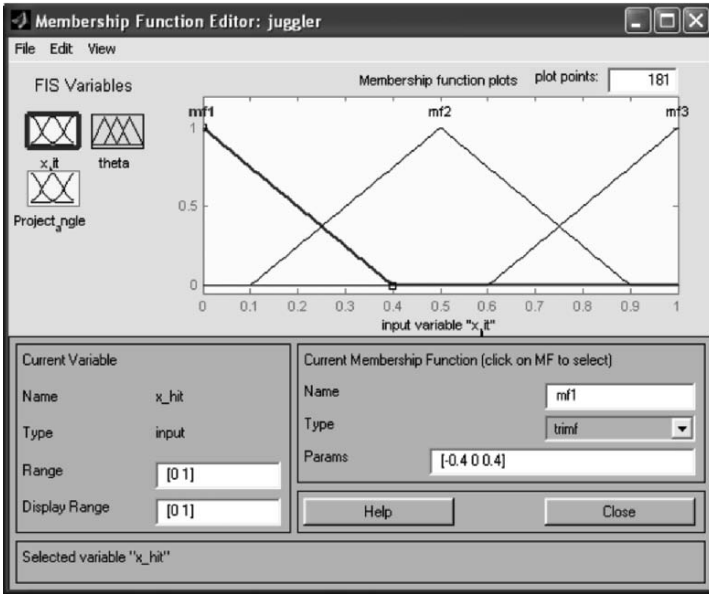 Membership Function Editor: juggler
File Edit View
FIS Variables
x_hit
theta
Project_angle
Membership function plots
plot points:
181
mf1
mf2
mf3
1
0.5
0
0 0.1 0.2 0.3 0.4 0.5 0.6 0.7 0.8 0.9 1
input variable "x_hit"
Current Variable
Name x_hit
Type input
Range [0 1]
Display Range [0 1]
Current Membership Function (click on MF to select)
Name mf1
Type trimf
Params [-0.4 0 0.4]
Help
Close
Selected variable "x_hit"